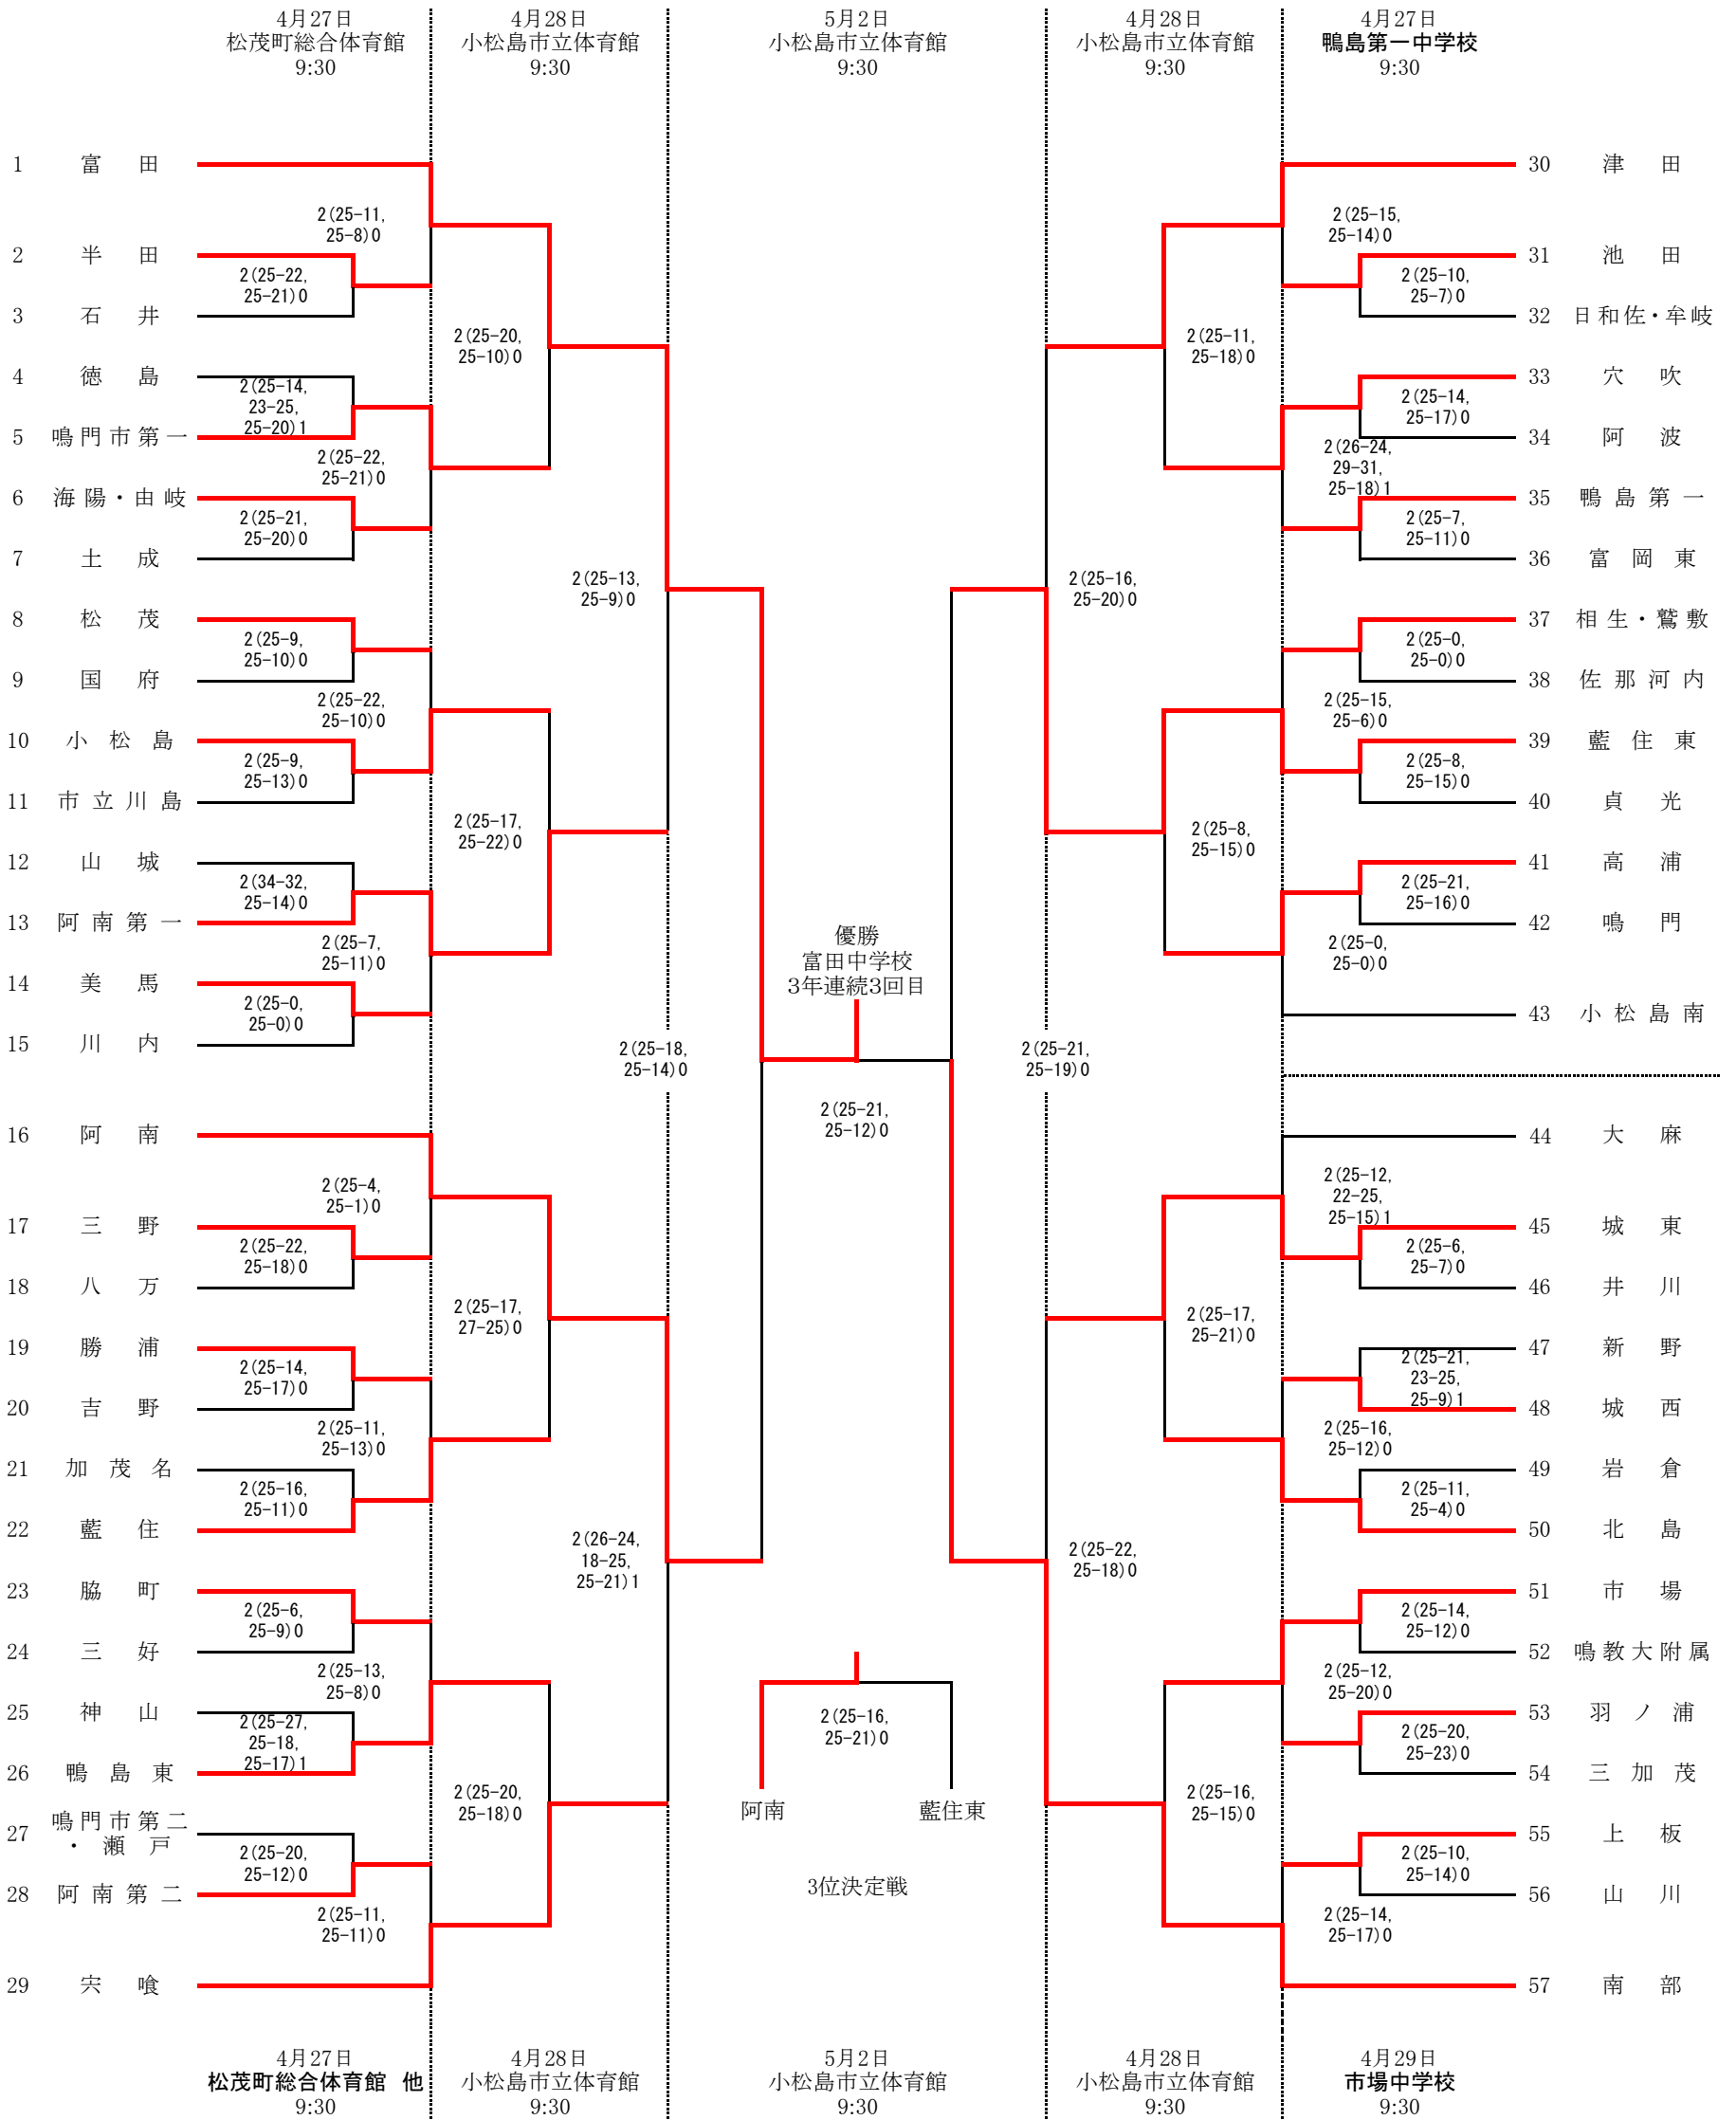 4月27日
松茂町総合体育館
9:30
4月28日
小松島市立体育館
9:30
5月2日
小松島市立体育館
9:30
4月28日
小松島市立体育館
9:30
4月27日
鴨島第一中学校
9:30
1 富田
2(25-11,
25-8)0
2 半田
2(25-22,
25-21)0
3 石井
2(25-20,
25-10)0
4 徳島
2(25-14,
23-25,
25-20)1
5 鳴門市第一
2(25-22,
25-21)0
6 海陽・由岐
2(25-21,
25-20)0
7 土成
2(25-13,
25-9)0
8 松茂
2(25-9,
25-10)0
9 国府
2(25-22,
25-10)0
10 小松島
2(25-9,
25-13)0
11 市立川島
2(25-17,
25-22)0
12 山城
2(34-32,
25-14)0
13 阿南第一
2(25-7,
25-11)0
14 美馬
2(25-0,
25-0)0
15 川内
2(25-18,
25-14)0
16 阿南
2(25-4,
25-1)0
17 三野
2(25-22,
25-18)0
18 八万
2(25-17,
27-25)0
19 勝浦
2(25-14,
25-17)0
20 吉野
2(25-11,
25-13)0
21 加茂名
2(25-16,
25-11)0
22 藍住
2(26-24,
18-25,
25-21)1
23 脇町
2(25-6,
25-9)0
24 三好
2(25-13,
25-8)0
25 神山
2(25-27,
25-18,
25-17)1
26 鴨島東
2(25-20,
25-18)0
27 鳴門市第二
・瀬戸
2(25-20,
25-12)0
28 阿南第二
2(25-11,
25-11)0
29 宍喰
優勝
富田中学校
3年連続3回目
2(25-21,
25-12)0
2(25-16,
25-21)0
阿南 藍住東
3位決定戦
30 津田
2(25-15,
25-14)0
31 池田
2(25-10,
25-7)0
32 日和佐・牟岐
2(25-11,
25-18)0
33 穴吹
2(25-14,
25-17)0
34 阿波
2(26-24,
29-31,
25-18)1
35 鴨島第一
2(25-7,
25-11)0
36 富岡東
2(25-16,
25-20)0
37 相生・鷲敷
2(25-0,
25-0)0
38 佐那河内
2(25-15,
25-6)0
39 藍住東
2(25-8,
25-15)0
40 貞光
2(25-8,
25-15)0
41 高浦
2(25-21,
25-16)0
42 鳴門
2(25-0,
25-0)0
43 小松島南
2(25-21,
25-19)0
44 大麻
2(25-12,
22-25,
25-15)1
45 城東
2(25-6,
25-7)0
46 井川
2(25-17,
25-21)0
47 新野
2(25-21,
23-25,
25-9)1
48 城西
2(25-16,
25-12)0
49 岩倉
2(25-11,
25-4)0
50 北島
2(25-22,
25-18)0
51 市場
2(25-14,
25-12)0
52 鳴教大附属
2(25-12,
25-20)0
53 羽ノ浦
2(25-20,
25-23)0
54 三加茂
2(25-16,
25-15)0
55 上板
2(25-10,
25-14)0
56 山川
2(25-14,
25-17)0
57 南部
4月27日
松茂町総合体育館 他
9:30
4月28日
小松島市立体育館
9:30
5月2日
小松島市立体育館
9:30
4月28日
小松島市立体育館
9:30
4月29日
市場中学校
9:30